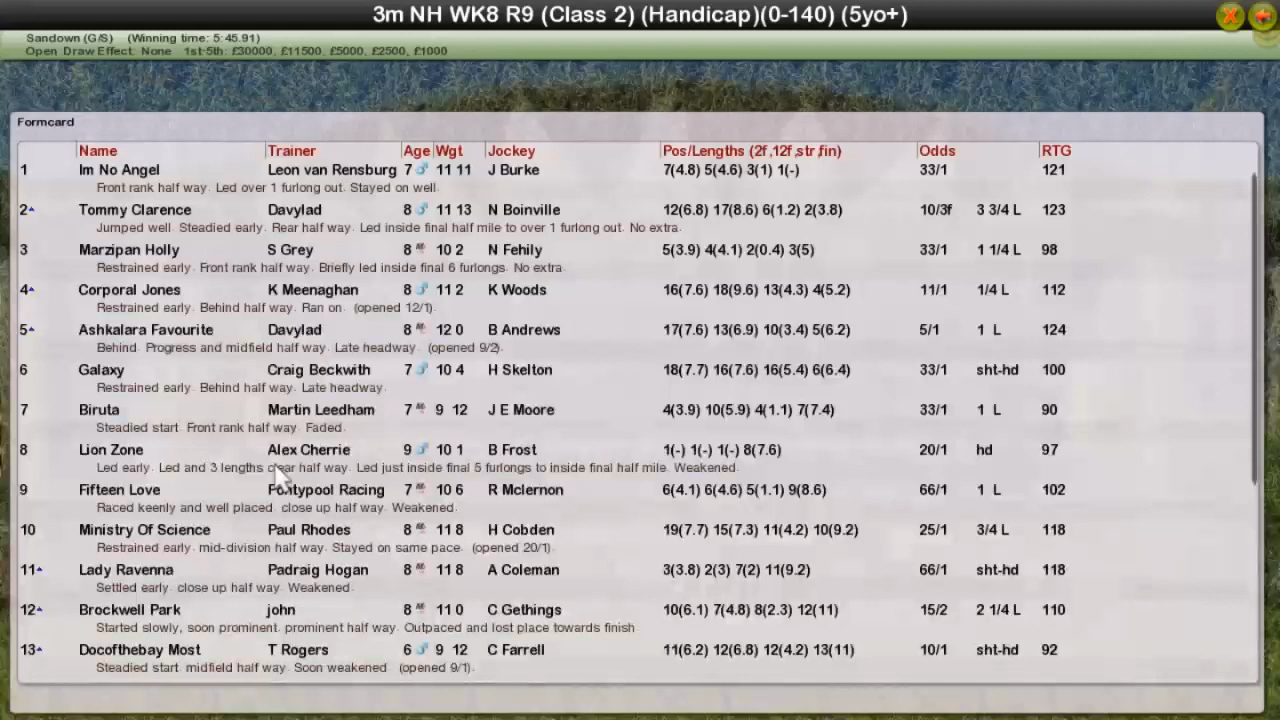 3m NH WK8 R9 (Class 2) (Handicap)(0-140) (5yo+)
Sandown (G/S) (Winning time: 5:45.91)
Open Draw Effect: None 1st-5th: £30000, £11500, £5000, £2500, £1000
Formcard
Name Trainer Age Wgt Jockey Pos/Lengths (2f,12f,str,fin) Odds RTG
1 Im No Angel Leon van Rensburg 7 11 11 J Burke 7(4.8) 5(4.6) 3(1) 1(-) 33/1 121
Front rank half way. Led over 1 furlong out. Stayed on well.
2 Tommy Clarence Davylad 8 11 13 N Boinville 12(6.8) 17(8.6) 6(1.2) 2(3.8) 10/3f 3 3/4 L 123
Jumped well. Steadied early. Rear half way. Led inside final half mile to over 1 furlong out. No extra.
3 Marzipan Holly S Grey 8 10 2 N Fehily 5(3.9) 4(4.1) 2(0.4) 3(5) 33/1 1 1/4 L 98
Restrained early. Front rank half way. Briefly led inside final 6 furlongs. No extra.
4 Corporal Jones K Meenaghan 8 11 2 K Woods 16(7.6) 18(9.6) 13(4.3) 4(5.2) 11/1 1/4 L 112
Restrained early. Behind half way. Ran on. (opened 12/1).
5 Ashkalara Favourite Davylad 8 12 0 B Andrews 17(7.6) 13(6.9) 10(3.4) 5(6.2) 5/1 1 L 124
Behind. Progress and midfield half way. Late headway. (opened 9/2).
6 Galaxy Craig Beckwith 7 10 4 H Skelton 18(7.7) 16(7.6) 16(5.4) 6(6.4) 33/1 sht-hd 100
Restrained early. Behind half way. Late headway.
7 Biruta Martin Leedham 7 9 12 J E Moore 4(3.9) 10(5.9) 4(1.1) 7(7.4) 33/1 1 L 90
Steadied start. Front rank half way. Faded.
8 Lion Zone Alex Cherrie 9 10 1 B Frost 1(-) 1(-) 1(-) 8(7.6) 20/1 hd 97
Led early. Led and 3 lengths clear half way. Led just inside final 5 furlongs to inside final half mile. Weakened.
9 Fifteen Love Pontypool Racing 7 10 6 R Mclernon 6(4.1) 6(4.6) 5(1.1) 9(8.6) 66/1 1 L 102
Raced keenly and well placed. close up half way. Weakened.
10 Ministry Of Science Paul Rhodes 8 11 8 H Cobden 19(7.7) 15(7.3) 11(4.2) 10(9.2) 25/1 3/4 L 118
Restrained early. mid-division half way. Stayed on same pace. (opened 20/1).
11 Lady Ravenna Padraig Hogan 8 11 8 A Coleman 3(3.8) 2(3) 7(2) 11(9.2) 66/1 sht-hd 118
Settled early. close up half way. Weakened.
12 Brockwell Park john 8 11 0 C Gethings 10(6.1) 7(4.8) 8(2.3) 12(11) 15/2 2 1/4 L 110
Started slowly, soon prominent. prominent half way. Outpaced and lost place towards finish
13 Docofthebay Most T Rogers 6 9 12 C Farrell 11(6.2) 12(6.8) 12(4.2) 13(11) 10/1 sht-hd 92
Steadied start. midfield half way. Soon weakened (opened 9/1).